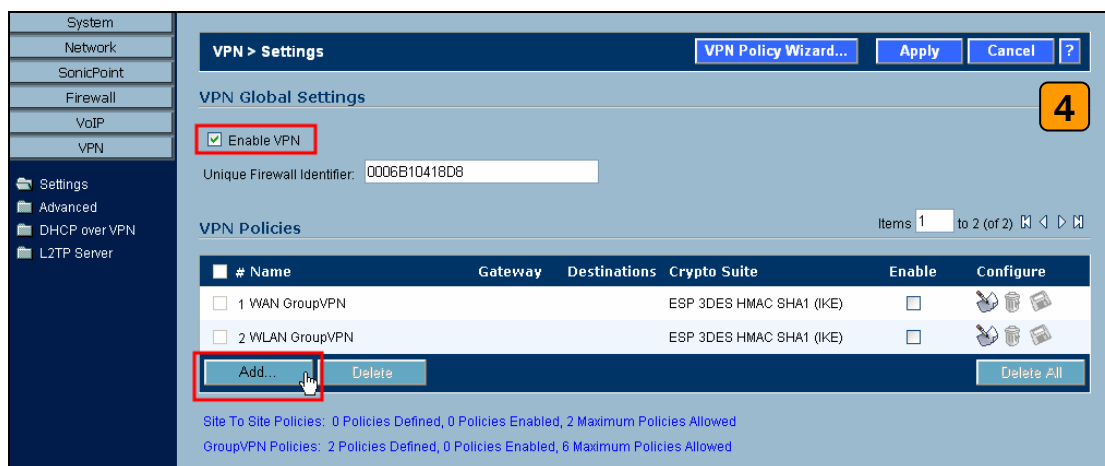 System
Network
SonicPoint
Firewall
VoIP
VPN
Settings
Advanced
DHCP over VPN
L2TP Server
VPN > Settings VPN Policy Wizard... Apply Cancel ?
VPN Global Settings
4
Enable VPN
Unique Firewall Identifier: 0006B10418D8
VPN Policies Items 1 to 2 (of 2)
# Name Gateway Destinations Crypto Suite Enable Configure
1 WAN GroupVPN ESP 3DES HMAC SHA1 (IKE)
2 WLAN GroupVPN ESP 3DES HMAC SHA1 (IKE)
Add... Delete Delete All
Site To Site Policies: 0 Policies Defined, 0 Policies Enabled, 2 Maximum Policies Allowed
GroupVPN Policies: 2 Policies Defined, 0 Policies Enabled, 6 Maximum Policies Allowed